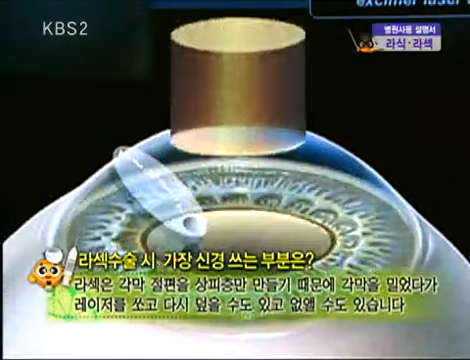 excimer laser
KBS2
병원사용 설명서
라식·라섹
라섹수술 시 가장 신경 쓰는 부분은?
라섹은 각막 절편을 상피층만 만들기 때문에 각막을 밀었다가
레이저를 쏘고 다시 덮을 수도 있고 없앨 수도 있습니다